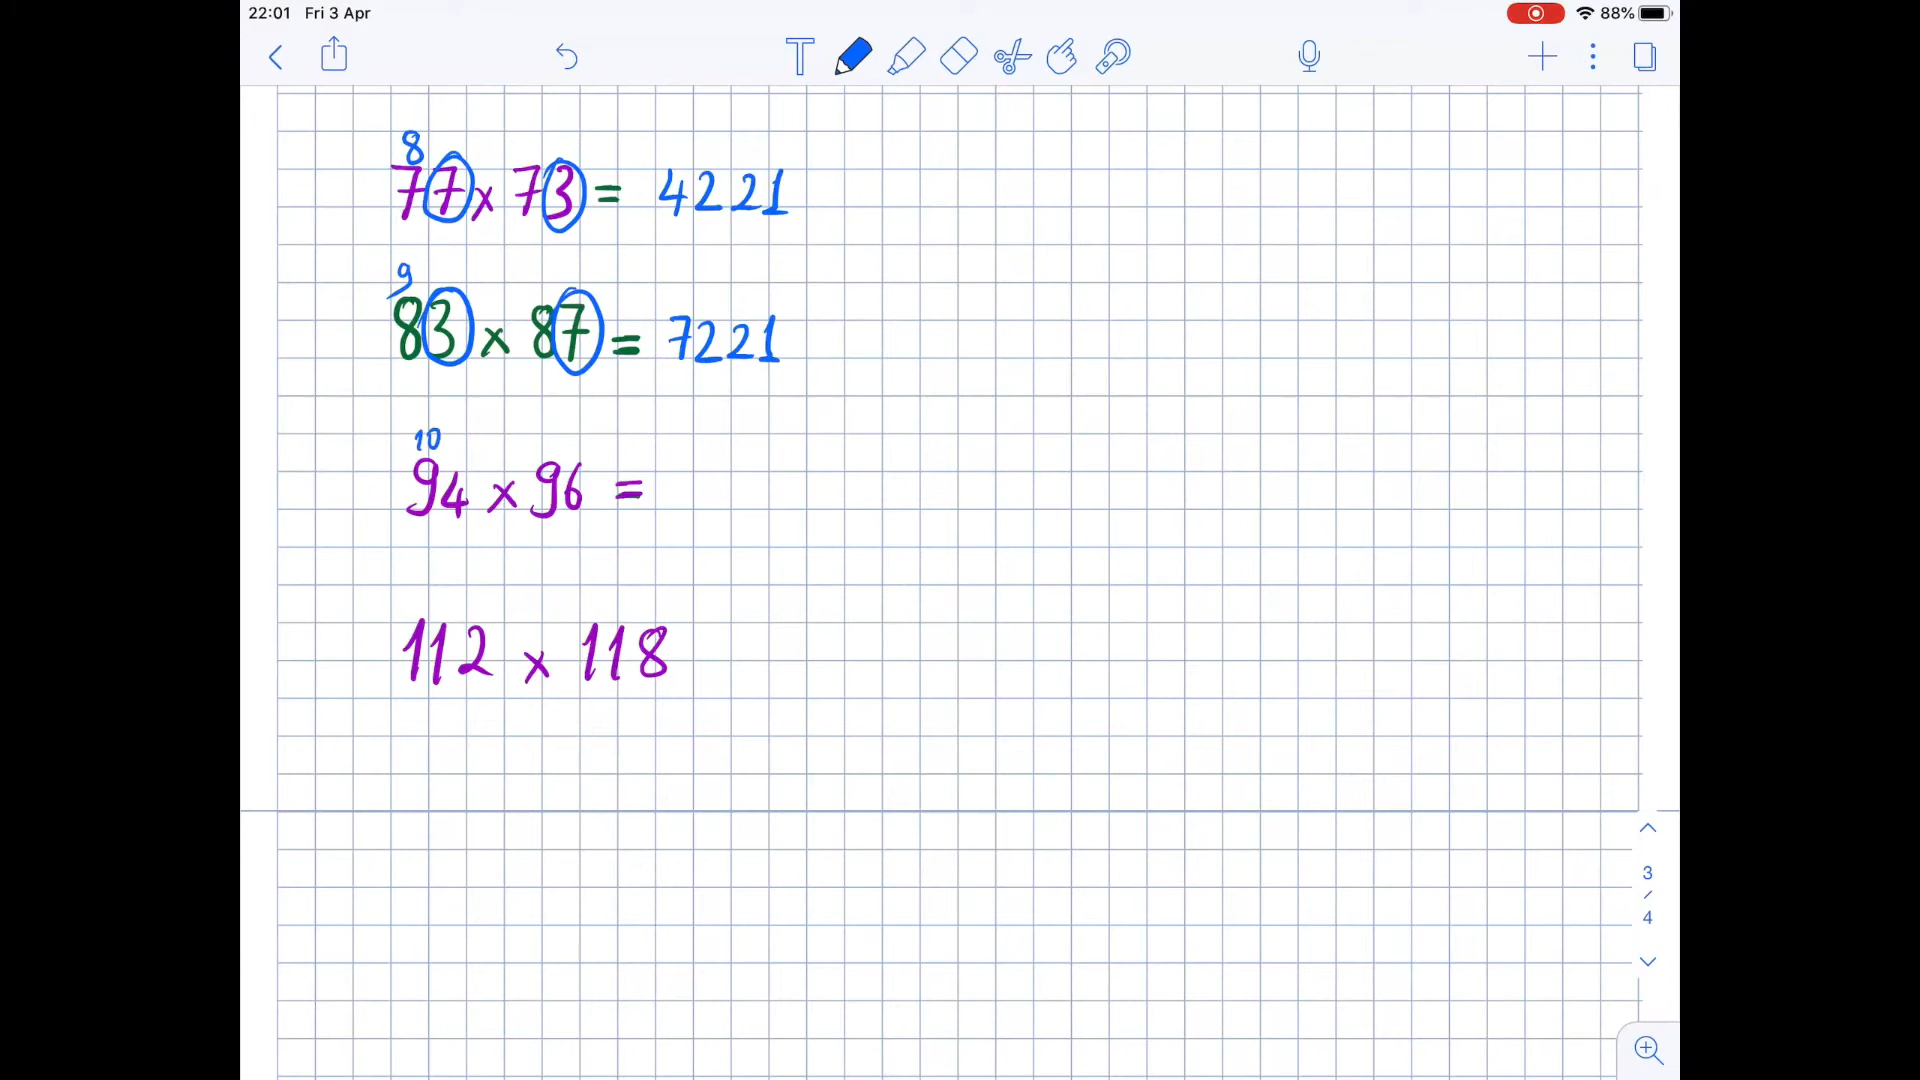 22:01 Fri 3 Apr 88%
T
8
77 x 73 = 4221
9
83 x 87 = 7221
10
94 x 96 =
112 x 118
3
/
4